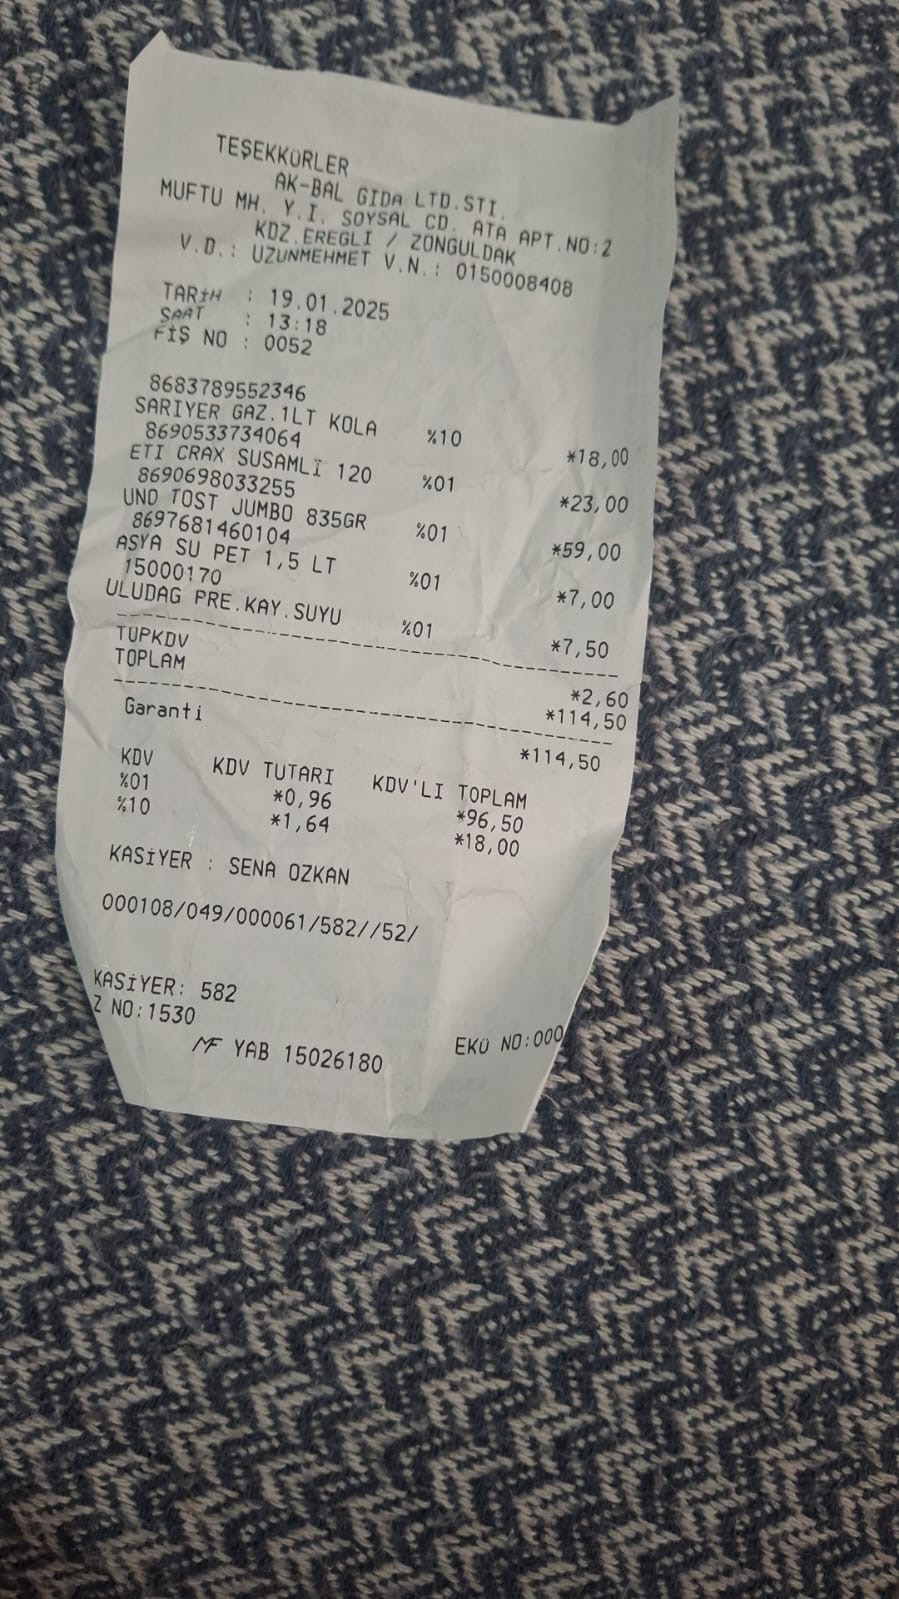 TEŞEKKÜRLER
AK-BAL GIDA LTD.STI.
MUFTU MH. Y.I. SOYSAL CD. ATA APT.NO:2
KDZ.EREGLI / ZONGULDAK
V.D.: UZUNMEHMET V.N.: 0150008408
TARİH : 19.01.2025
SAAT : 13:18
FİŞ NO : 0052
8683789552346
SARIYER GAZ.1LT KOLA %10 *18,00
8690533734064
ETI CRAX SUSAMLI 120 %01 *23,00
8690698033255
UNO TOST JUMBO 835GR %01 *59,00
8697681460104
ASYA SU PET 1,5 LT %01 *7,00
15000170
ULUDAG PRE.KAY.SUYU %01 *7,50
TOPKDV *2,60
TOPLAM *114,50
Garanti *114,50
KDV KDV TUTARI KDV'LI TOPLAM
%01 *0,96 *96,50
%10 *1,64 *18,00
KASİYER : SENA OZKAN
000108/049/000061/582//52/
KASİYER: 582
Z NO:1530 EKÜ NO:000
MF YAB 15026180